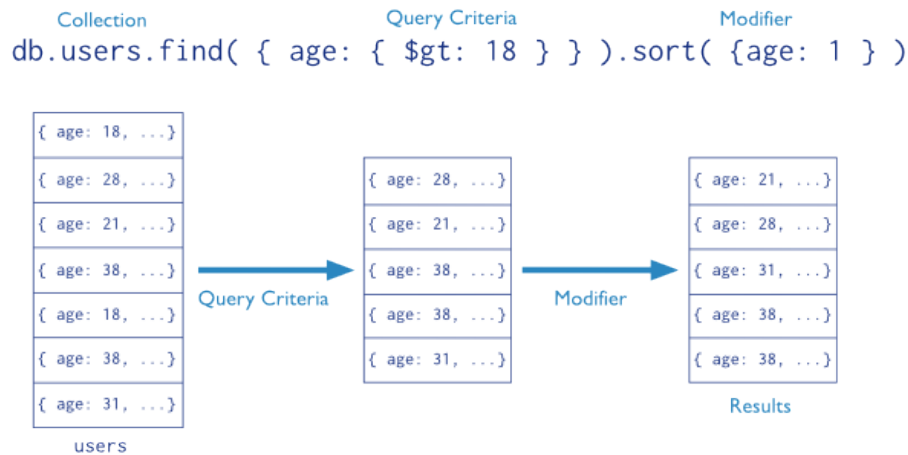 Collection Query Criteria Modifier
db.users.find( { age: { $gt: 18 } } ).sort( {age: 1 } )
{ age: 18, ...}
{ age: 28, ...}
{ age: 21, ...}
{ age: 38, ...}
{ age: 18, ...}
{ age: 38, ...}
{ age: 31, ...}
users
Query Criteria
{ age: 28, ...}
{ age: 21, ...}
{ age: 38, ...}
{ age: 38, ...}
{ age: 31, ...}
Modifier
{ age: 21, ...}
{ age: 28, ...}
{ age: 31, ...}
{ age: 38, ...}
{ age: 38, ...}
Results